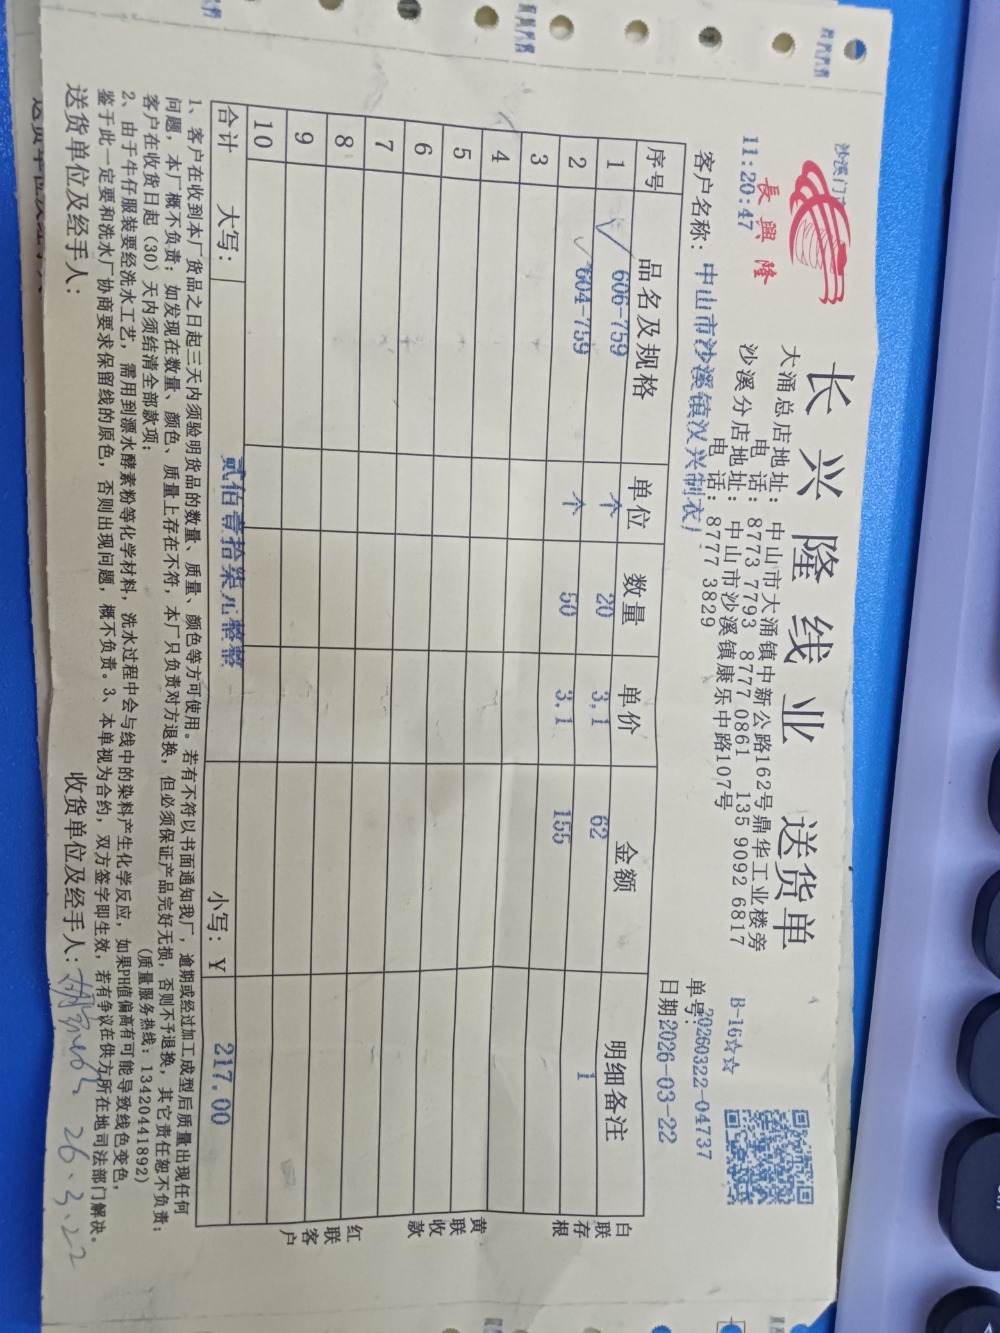 沙溪门市
11:20:47
長興隆
长兴隆线业 送货单
大涌总店地址：中山市大涌镇中新公路162号鼎华工业楼旁
电 话：8773 7793 8777 0861 135 9092 6817
沙溪分店地址：中山市沙溪镇康乐中路107号
电 话：8777 3829
B-16☆☆
单号：20260322-04737
客户名称：中山市沙溪镇汉兴制衣厂
日期2026-03-22
序号 品名及规格 单位 数量 单价 金额 明细备注
1 606-759 个 20 3.1 62 1
2 604-759 个 50 3.1 155
3
4
5
6
7
8
9
10
合计 大写： 贰佰壹拾柒元整整 小写：￥ 217.00
白联存根
黄联收款
红联客户
1、客户在收到本厂货品之日起三天内须验明货品的数量、质量、颜色等方可使用。若有不符以书面通知我厂，逾期或经过加工成型后质量出现任何
问题，本厂概不负责；如发现在数量、颜色、质量上存在不符，本厂只负责对方退换，但必须保证产品完好无损，否则不予退换，其它责任恕不负责；
客户在收货日起（30）天内须结清全部款项； (质量服务热线：13420441892)
2、由于牛仔服装要经洗水工艺，需用到漂水酵素粉等化学材料，洗水过程中会与线中的染料产生化学反应，如果PH值偏高有可能导致线色变色，
鉴于此一定要和洗水厂协商要求保留线的原色，否则出现问题，概不负责。3、本单视为合约，双方签字即生效，若有争议在供方所在地司法部门解决。
送货单位及经手人： 收货单位及经手人： 26.3.22